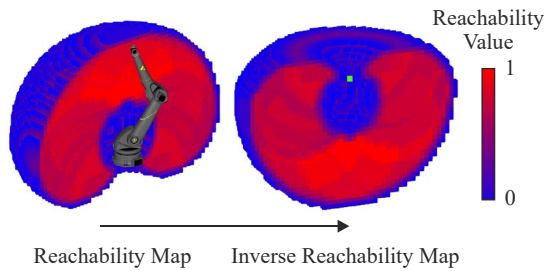 Reachability
Value
1
0
Reachability Map
Inverse Reachability Map